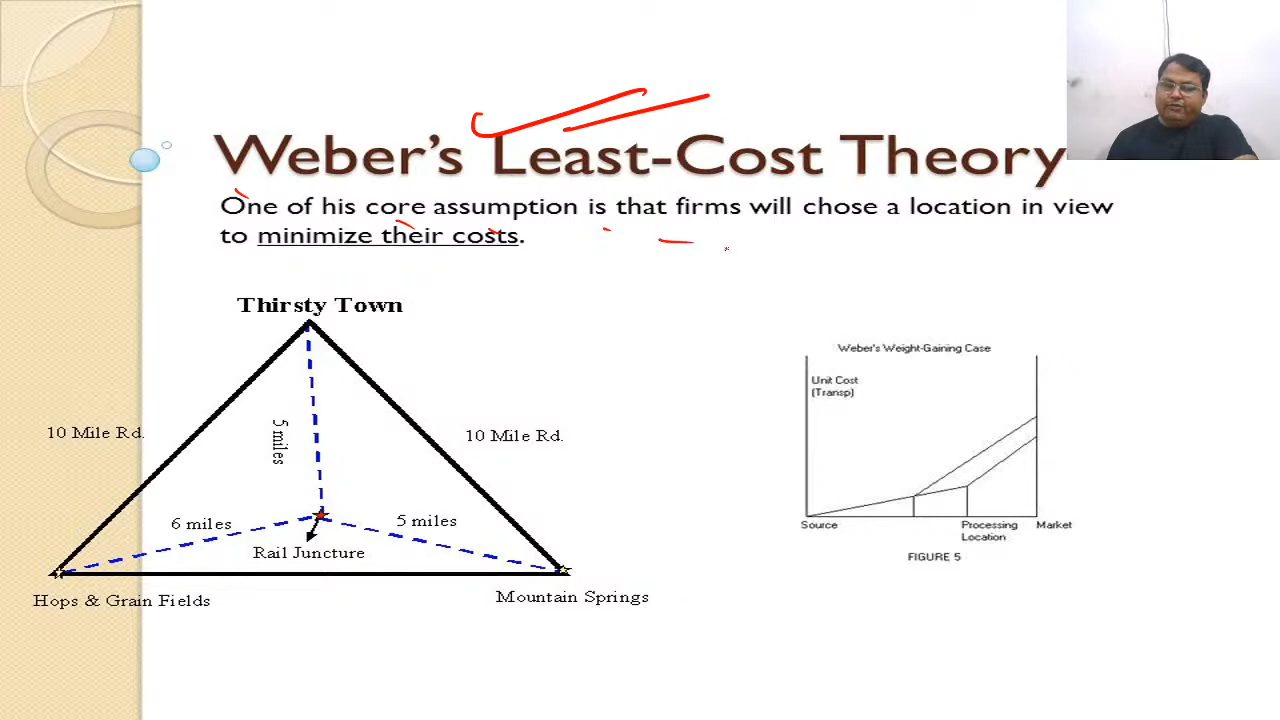 Weber's Least-Cost Theory
One of his core assumption is that firms will chose a location in view
to minimize their costs.
Thirsty Town
10 Mile Rd.
5 miles
10 Mile Rd.
6 miles
5 miles
Rail Juncture
Hops & Grain Fields
Mountain Springs
Weber's Weight-Gaining Case
Unit Cost
(Transp)
Source
Processing
Location
Market
FIGURE 5